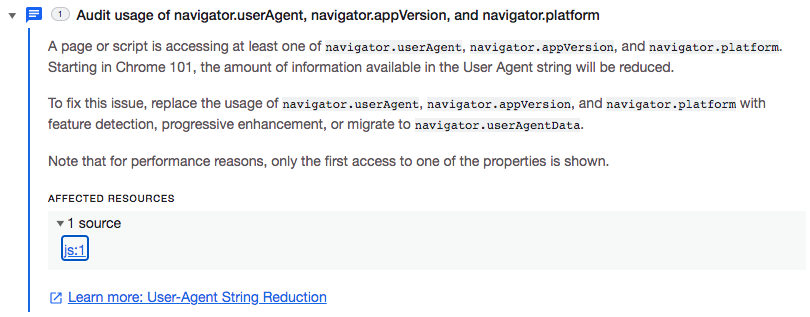 1 Audit usage of navigator.userAgent, navigator.appVersion, and navigator.platform
A page or script is accessing at least one of navigator.userAgent, navigator.appVersion, and navigator.platform.
Starting in Chrome 101, the amount of information available in the User Agent string will be reduced.
To fix this issue, replace the usage of navigator.userAgent, navigator.appVersion, and navigator.platform with
feature detection, progressive enhancement, or migrate to navigator.userAgentData.
Note that for performance reasons, only the first access to one of the properties is shown.
AFFECTED RESOURCES
1 source
js:1
Learn more: User-Agent String Reduction